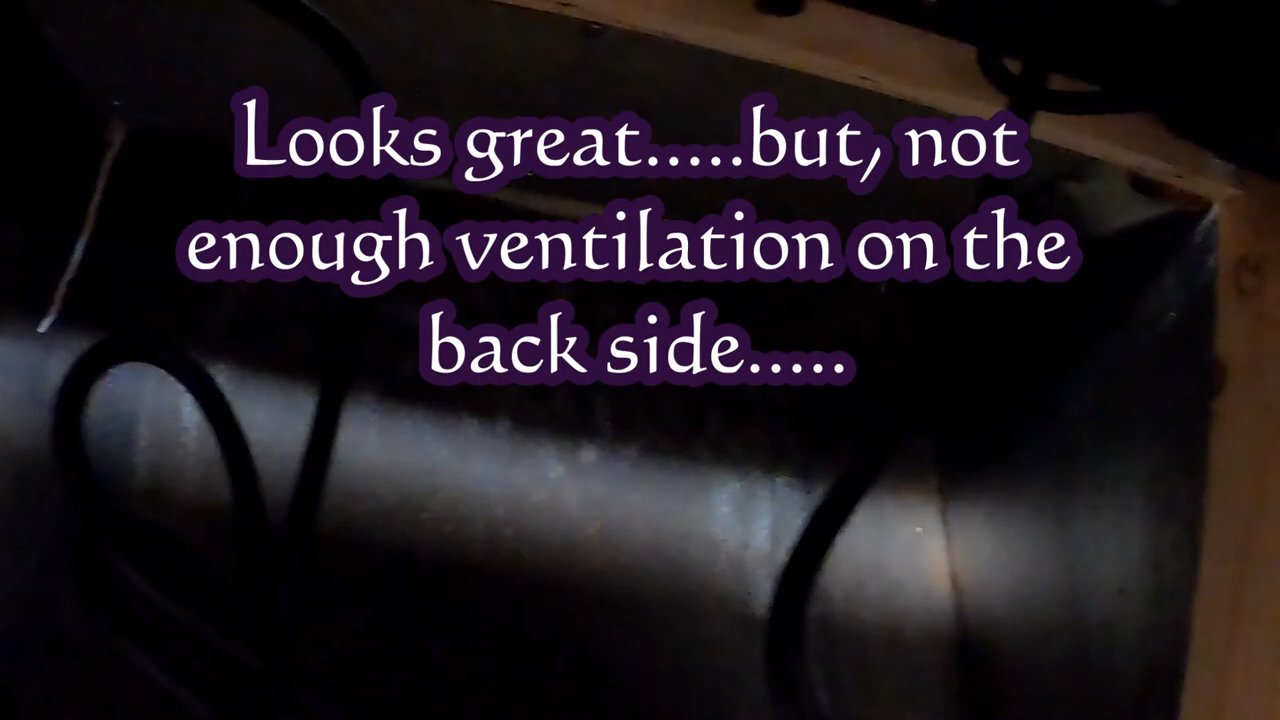 Looks great.....but, not
enough ventilation on the
back side.....